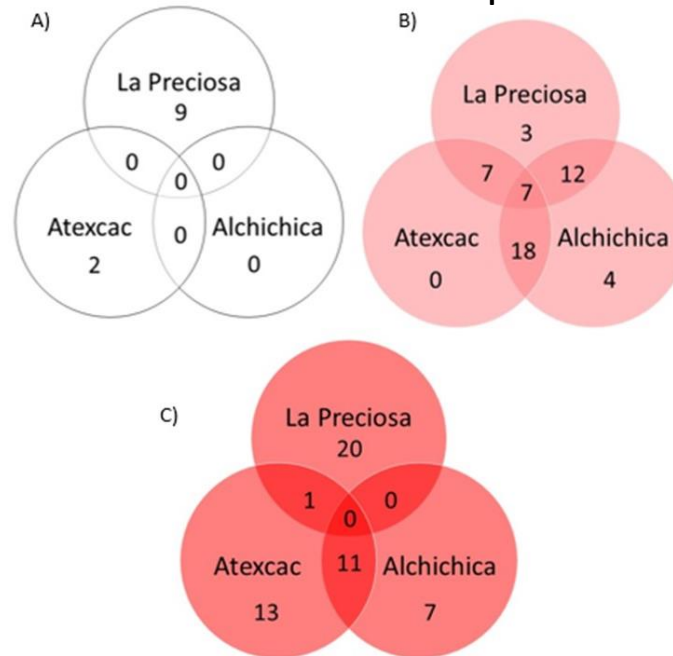 A)
La Preciosa
9
0 0
0
Atexcac 0 Alchichica
2 0
B)
La Preciosa
3
7 7 12
Atexcac 18 Alchichica
0 4
C)
La Preciosa
20
1 0
0
Atexcac 11 Alchichica
13 7